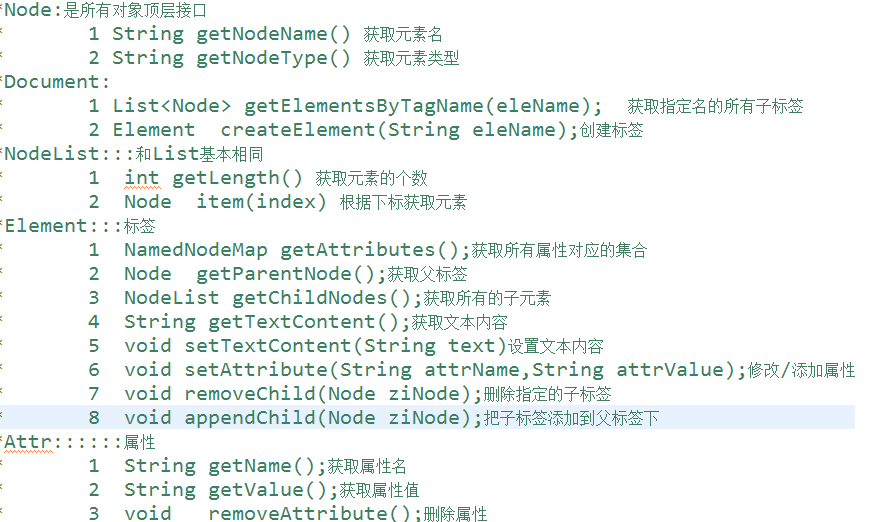 *Node:是所有对象顶层接口
* 1 String getNodeName() 获取元素名
* 2 String getNodeType() 获取元素类型
*Document:
* 1 List<Node> getElementsByTagName(eleName); 获取指定名的所有子标签
* 2 Element createElement(String eleName);创建标签
*NodeList:::和List基本相同
* 1 int getLength() 获取元素的个数
* 2 Node item(index) 根据下标获取元素
*Element:::标签
* 1 NamedNodeMap getAttributes();获取所有属性对应的集合
* 2 Node getParentNode();获取父标签
* 3 NodeList getChildNodes();获取所有的子元素
* 4 String getTextContent();获取文本内容
* 5 void setTextContent(String text)设置文本内容
* 6 void setAttribute(String attrName,String attrValue);修改/添加属性
* 7 void removeChild(Node ziNode);删除指定的子标签
* 8 void appendChild(Node ziNode);把子标签添加到父标签下
*Attr::::::属性
* 1 String getName();获取属性名
* 2 String getValue();获取属性值
* 3 void removeAttribute();删除属性